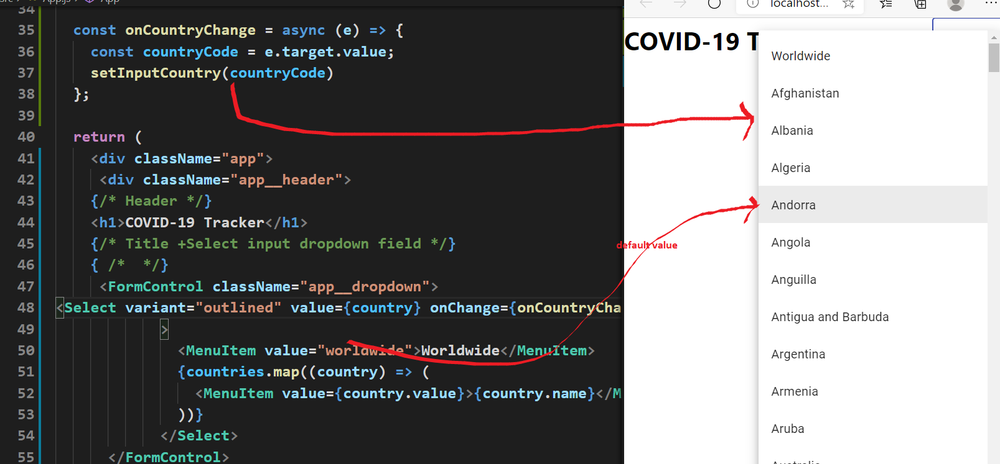 App.js > App
34
35 const onCountryChange = async (e) => {
36 const countryCode = e.target.value;
37 setInputCountry(countryCode)
38 };
39
40 return (
41 <div className="app">
42 <div className="app__header">
43 {/* Header */}
44 <h1>COVID-19 Tracker</h1>
45 {/* Title +Select input dropdown field */}
46 { /*  */}
47 <FormControl className="app__dropdown">
48 <Select variant="outlined" value={country} onChange={onCountryCha
49 >
50 <MenuItem value="worldwide">Worldwide</MenuItem>
51 {countries.map((country) => (
52 <MenuItem value={country.value}>{country.name}</M
53 ))}
54 </Select>
55 </FormControl>
default value
localhost...
COVID-19 T
Worldwide
Afghanistan
Albania
Algeria
Andorra
Angola
Anguilla
Antigua and Barbuda
Argentina
Armenia
Aruba
Australia